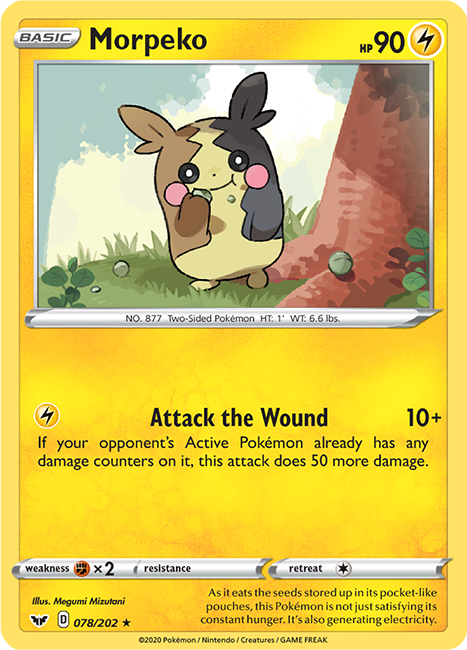 BASIC Morpeko HP 90
NO. 877 Two-Sided Pokémon HT: 1' WT: 6.6 lbs.
Attack the Wound 10+
If your opponent's Active Pokémon already has any
damage counters on it, this attack does 50 more damage.
weakness ×2 resistance retreat
Illus. Megumi Mizutani
D 078/202 ★
As it eats the seeds stored up in its pocket-like
pouches, this Pokémon is not just satisfying its
constant hunger. It's also generating electricity.
©2020 Pokémon / Nintendo / Creatures / GAME FREAK